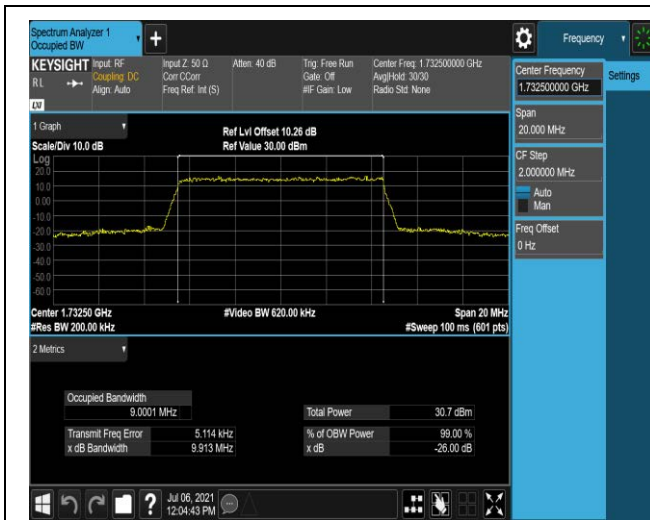 Spectrum Analyzer 1
Occupied BW
Frequency
KEYSIGHT
RL
LXI
Input: RF
Coupling: DC
Align: Auto
Input Z: 50 Ω
Corr CCorr
Freq Ref: Int (S)
Atten: 40 dB
Trig: Free Run
Gate: Off
#IF Gain: Low
Center Freq: 1.732500000 GHz
Avg|Hold: 30/30
Radio Std: None
Center Frequency
1.732500000 GHz
Settings
Span
20.000 MHz
CF Step
2.000000 MHz
Auto
Man
Freq Offset
0 Hz
1 Graph
Scale/Div 10.0 dB
Ref Lvl Offset 10.26 dB
Ref Value 30.00 dBm
Log
20.0
10.0
0.00
-10.0
-20.0
-30.0
-40.0
-50.0
-60.0
Center 1.73250 GHz
#Res BW 200.00 kHz
#Video BW 620.00 kHz
Span 20 MHz
#Sweep 100 ms (601 pts)
2 Metrics
Occupied Bandwidth
9.0001 MHz
Total Power 30.7 dBm
Transmit Freq Error 5.114 kHz
% of OBW Power 99.00 %
x dB Bandwidth 9.913 MHz
x dB -26.00 dB
Jul 06, 2021
12:04:43 PM